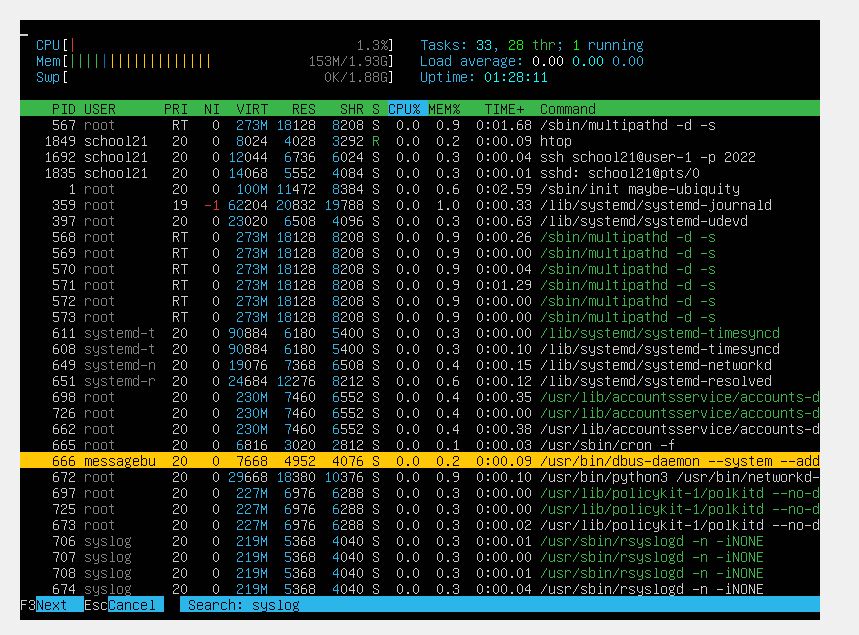 CPU[| 1.3%] Tasks: 33, 28 thr; 1 running
Mem[|||||||||||||||||| 153M/1.93G] Load average: 0.00 0.00 0.00
Swp[ 0K/1.88G] Uptime: 01:28:11
PID USER PRI NI VIRT RES SHR S CPU% MEM% TIME+ Command
567 root RT 0 273M 18128 8208 S 0.0 0.9 0:01.68 /sbin/multipathd -d -s
1849 school21 20 0 8024 4028 3292 R 0.0 0.2 0:00.09 htop
1692 school21 20 0 12044 6736 6024 S 0.0 0.3 0:00.04 ssh school21@user-1 -p 2022
1835 school21 20 0 14068 5552 4084 S 0.0 0.3 0:00.01 sshd: school21@pts/0
1 root 20 0 100M 11472 8384 S 0.0 0.6 0:02.59 /sbin/init maybe-ubiquity
359 root 19 -1 62204 20832 19788 S 0.0 1.0 0:00.33 /lib/systemd/systemd-journald
397 root 20 0 23020 6508 4096 S 0.0 0.3 0:00.63 /lib/systemd/systemd-udevd
568 root RT 0 273M 18128 8208 S 0.0 0.9 0:00.26 /sbin/multipathd -d -s
569 root RT 0 273M 18128 8208 S 0.0 0.9 0:00.00 /sbin/multipathd -d -s
570 root RT 0 273M 18128 8208 S 0.0 0.9 0:00.04 /sbin/multipathd -d -s
571 root RT 0 273M 18128 8208 S 0.0 0.9 0:01.29 /sbin/multipathd -d -s
572 root RT 0 273M 18128 8208 S 0.0 0.9 0:00.00 /sbin/multipathd -d -s
573 root RT 0 273M 18128 8208 S 0.0 0.9 0:00.00 /sbin/multipathd -d -s
611 systemd-t 20 0 90884 6180 5400 S 0.0 0.3 0:00.00 /lib/systemd/systemd-timesyncd
608 systemd-t 20 0 90884 6180 5400 S 0.0 0.3 0:00.10 /lib/systemd/systemd-timesyncd
649 systemd-n 20 0 19076 7368 6508 S 0.0 0.4 0:00.15 /lib/systemd/systemd-networkd
651 systemd-r 20 0 24684 12276 8212 S 0.0 0.6 0:00.12 /lib/systemd/systemd-resolved
698 root 20 0 230M 7460 6552 S 0.0 0.4 0:00.35 /usr/lib/accountsservice/accounts-d
726 root 20 0 230M 7460 6552 S 0.0 0.4 0:00.00 /usr/lib/accountsservice/accounts-d
662 root 20 0 230M 7460 6552 S 0.0 0.4 0:00.38 /usr/lib/accountsservice/accounts-d
665 root 20 0 6816 3020 2812 S 0.0 0.1 0:00.03 /usr/sbin/cron -f
666 messagebu 20 0 7668 4952 4076 S 0.0 0.2 0:00.09 /usr/bin/dbus-daemon --system --add
672 root 20 0 29668 18380 10376 S 0.0 0.9 0:00.10 /usr/bin/python3 /usr/bin/networkd-
697 root 20 0 227M 6976 6288 S 0.0 0.3 0:00.00 /usr/lib/policykit-1/polkitd --no-d
725 root 20 0 227M 6976 6288 S 0.0 0.3 0:00.00 /usr/lib/policykit-1/polkitd --no-d
673 root 20 0 227M 6976 6288 S 0.0 0.3 0:00.02 /usr/lib/policykit-1/polkitd --no-d
706 syslog 20 0 219M 5368 4040 S 0.0 0.3 0:00.01 /usr/sbin/rsyslogd -n -iNONE
707 syslog 20 0 219M 5368 4040 S 0.0 0.3 0:00.00 /usr/sbin/rsyslogd -n -iNONE
708 syslog 20 0 219M 5368 4040 S 0.0 0.3 0:00.01 /usr/sbin/rsyslogd -n -iNONE
674 syslog 20 0 219M 5368 4040 S 0.0 0.3 0:00.04 /usr/sbin/rsyslogd -n -iNONE
F3Next EscCancel Search: syslog